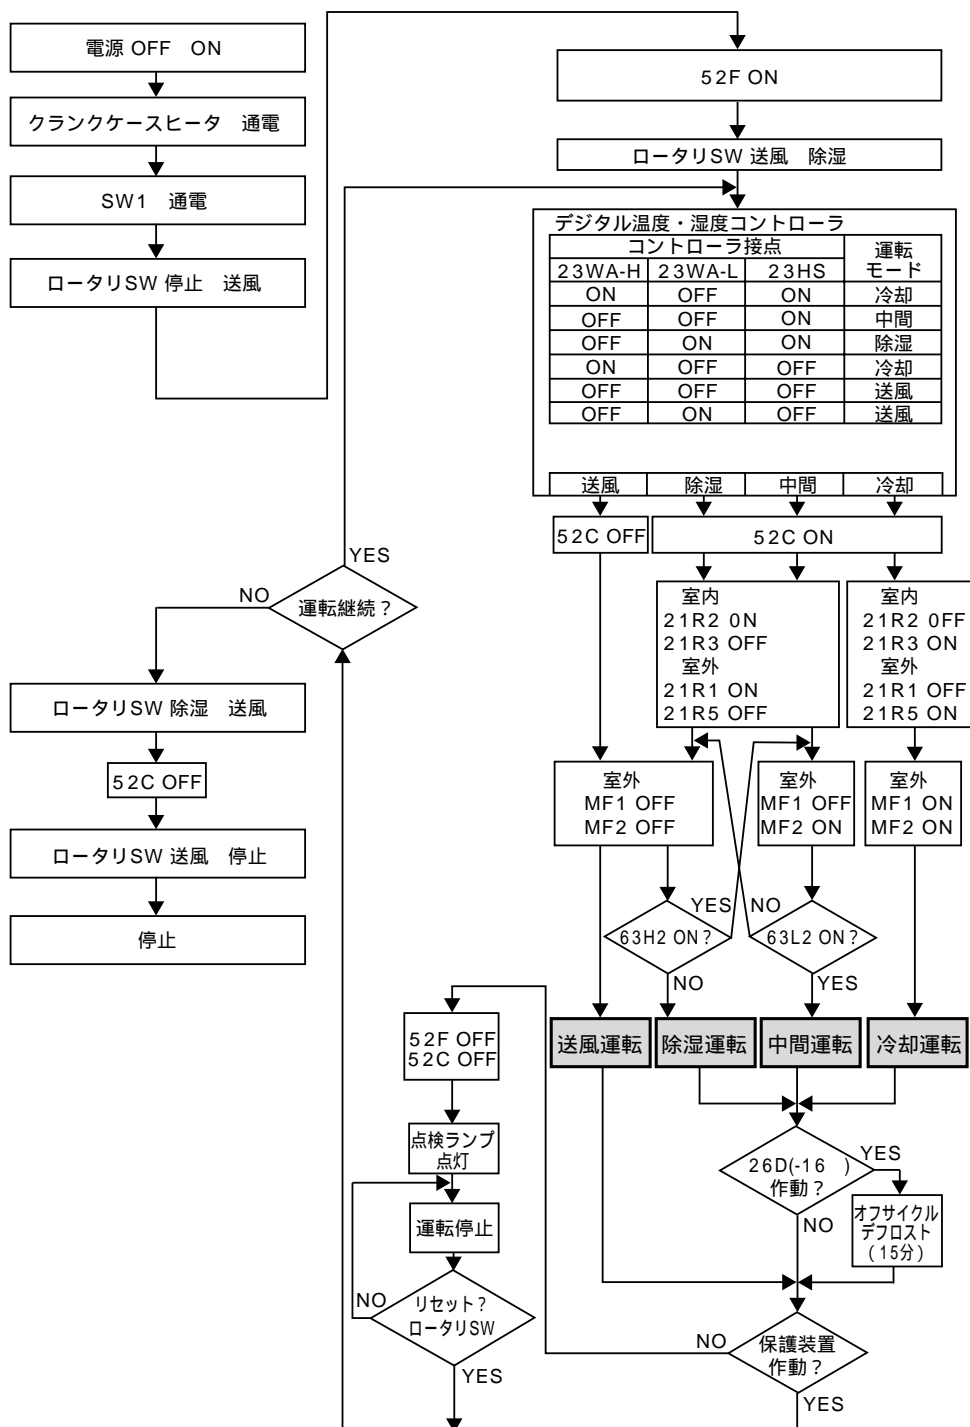 電源 OFF ON
クランクケースヒータ 通電
SW1 通電
ロータリSW 停止 送風
52F ON
ロータリSW 送風 除湿
デジタル温度・湿度コントローラ
コントローラ接点
運転
モード
23WA-H 23WA-L 23HS
ON OFF ON 冷却
OFF OFF ON 中間
OFF ON ON 除湿
ON OFF OFF 冷却
OFF OFF OFF 送風
OFF ON OFF 送風
送風 除湿 中間 冷却
52C OFF
52C ON
室内
21R2 0N
21R3 OFF
室外
21R1 ON
21R5 OFF
室内
21R2 0FF
21R3 ON
室外
21R1 OFF
21R5 ON
YES
NO
運転継続？
ロータリSW 除湿 送風
52C OFF
ロータリSW 送風 停止
停止
室外
MF1 OFF
MF2 OFF
室外
MF1 OFF
MF2 ON
室外
MF1 ON
MF2 ON
YES
63H2 ON？
NO
NO
63L2 ON？
YES
送風運転
除湿運転
中間運転
冷却運転
52F OFF
52C OFF
点検ランプ
点灯
運転停止
NO
リセット？
ロータリSW
YES
26D(-16 )
作動？
YES
NO
オフサイクル
デフロスト
(15分)
NO
保護装置
作動？
YES